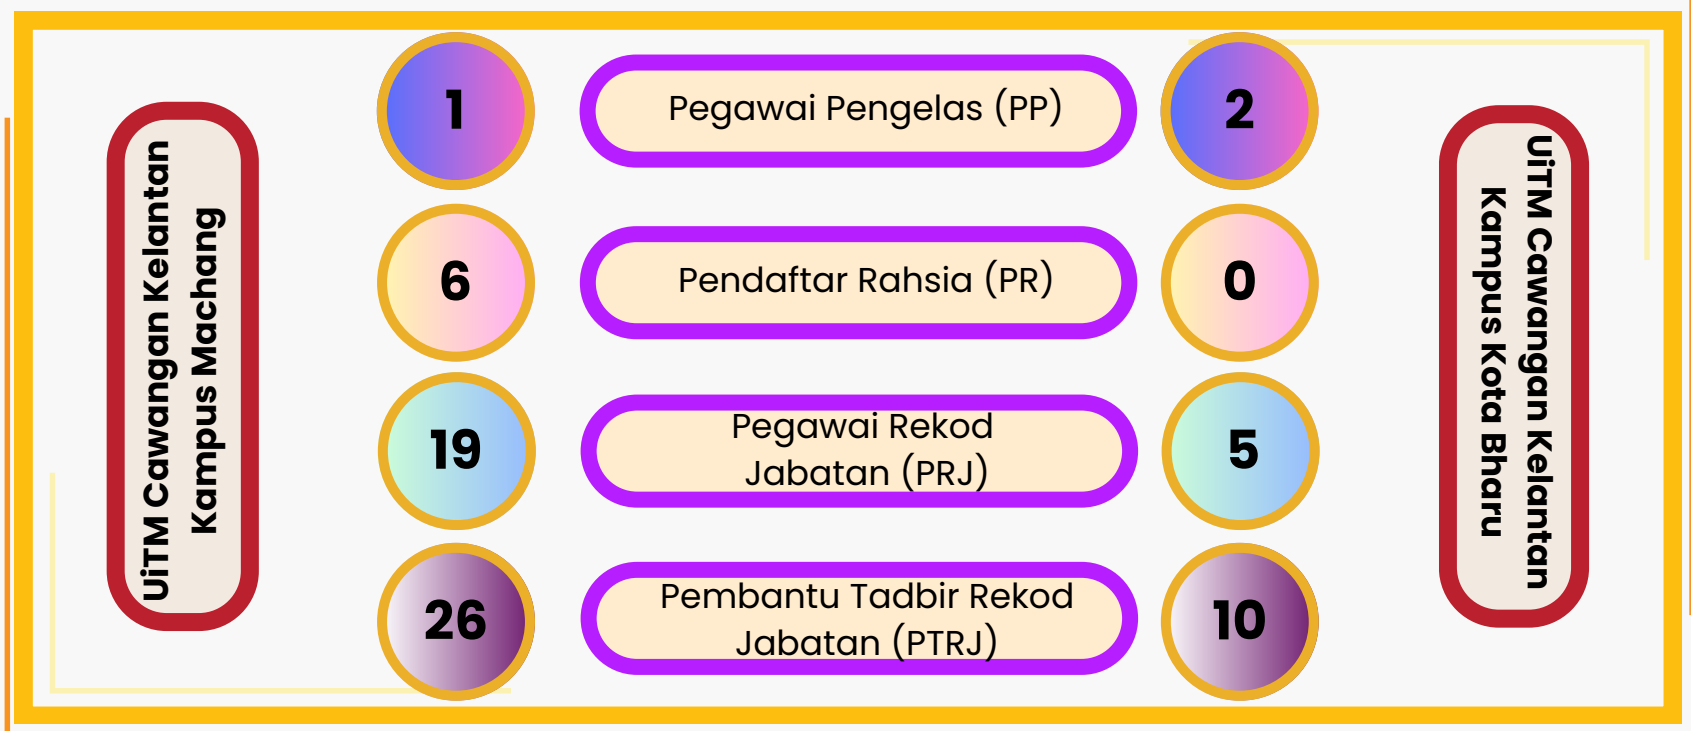 UiTM Cawangan Kelantan
Kampus Machang
1
Pegawai Pengelas (PP)
2
6
Pendaftar Rahsia (PR)
0
19
Pegawai Rekod
Jabatan (PRJ)
5
26
Pembantu Tadbir Rekod
Jabatan (PTRJ)
10
UiTM Cawangan Kelantan
Kampus Kota Bharu